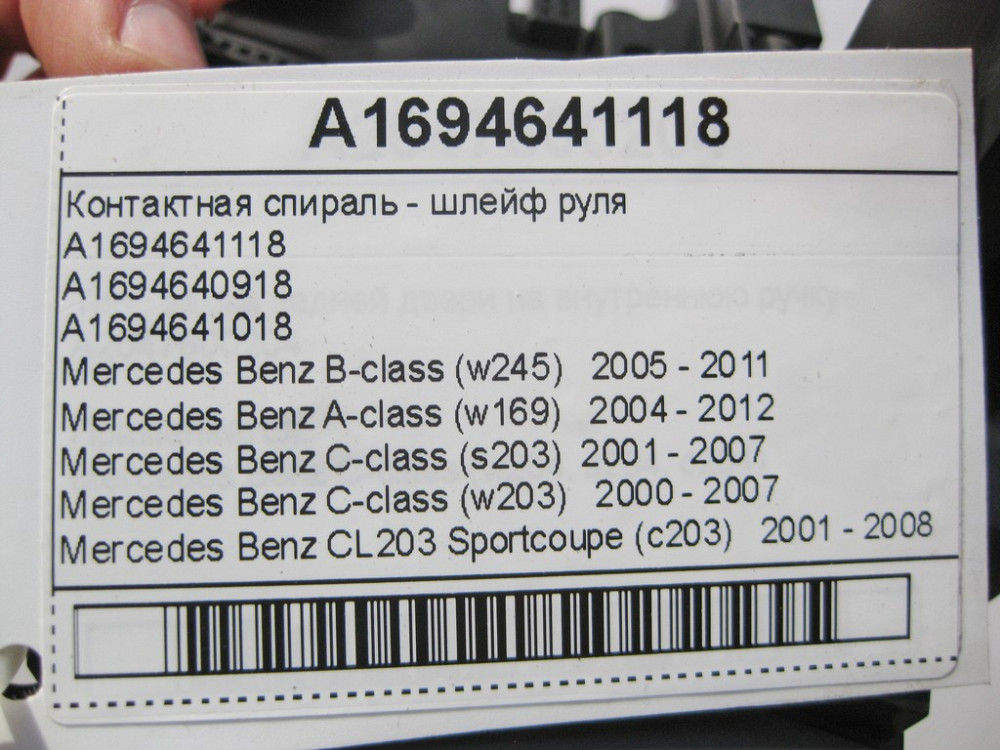 A1694641118
Контактная спираль - шлейф руля
A1694641118
A1694640918
A1694641018
Mercedes Benz B-class (w245) 2005 - 2011
Mercedes Benz A-class (w169) 2004 - 2012
Mercedes Benz C-class (s203) 2001 - 2007
Mercedes Benz C-class (w203) 2000 - 2007
Mercedes Benz CL203 Sportcoupe (c203) 2001 - 2008